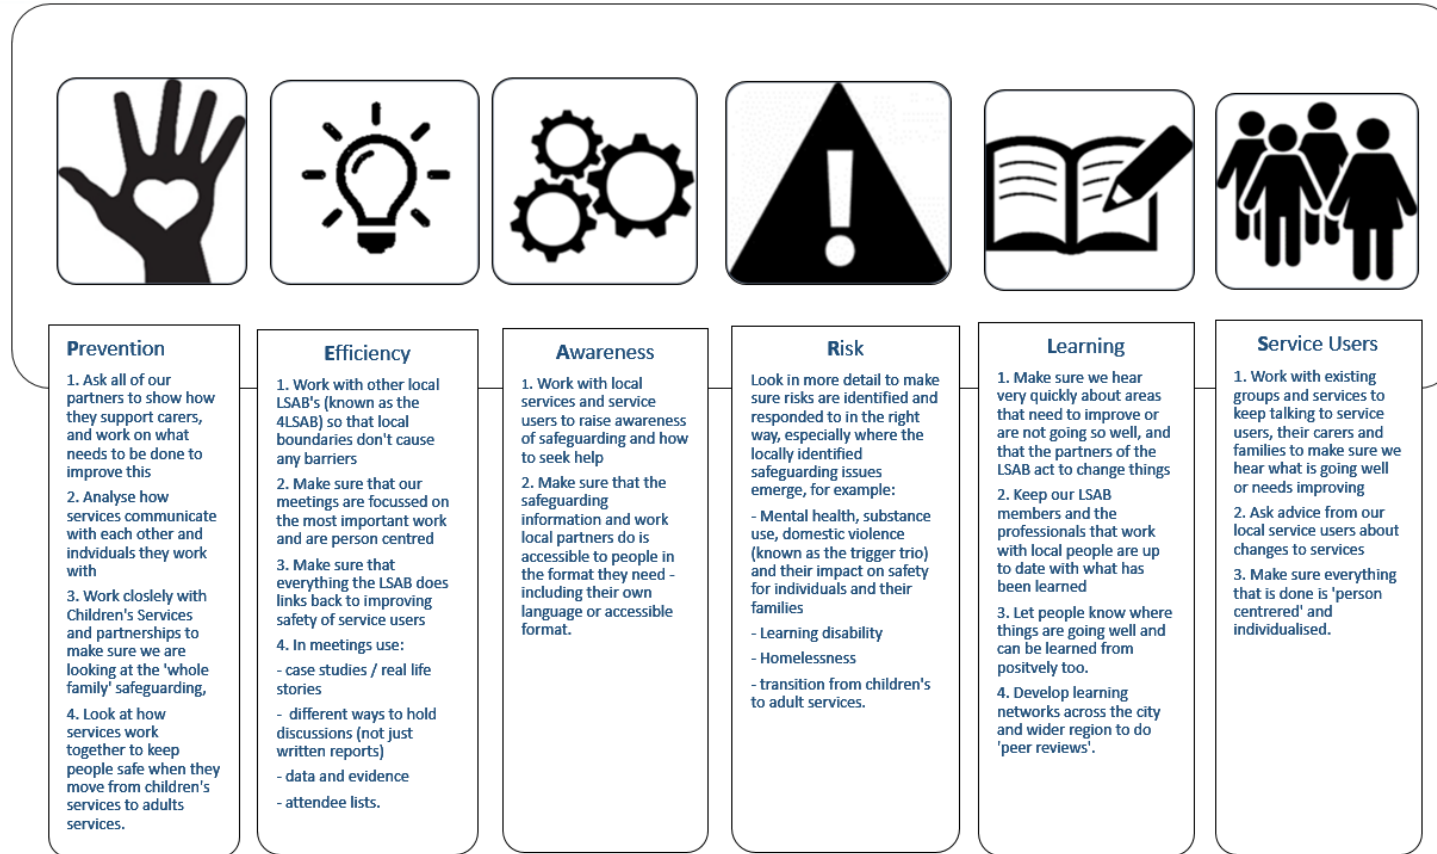 Prevention
1. Ask all of our
partners to show how
they support carers,
and work on what
needs to be done to
improve this
2. Analyse how
services communicate
with each other and
indviduals they work
with
3. Work closlely with
Children's Services
and partnerships to
make sure we are
looking at the 'whole
family' safeguarding,
4. Look at how
services work
together to keep
people safe when they
move from children's
services to adults
services.
Efficiency
1. Work with other local
LSAB's (known as the
4LSAB) so that local
boundaries don't cause
any barriers
2. Make sure that our
meetings are focussed on
the most important work
and are person centred
3. Make sure that
everything the LSAB does
links back to improving
safety of service users
4. In meetings use:
- case studies / real life
stories
- different ways to hold
discussions (not just
written reports)
- data and evidence
- attendee lists.
Awareness
1. Work with local
services and service
users to raise awareness
of safeguarding and how
to seek help
2. Make sure that the
safeguarding
information and work
local partners do is
accessible to people in
the format they need -
including their own
language or accessible
format.
Risk
Look in more detail to make
sure risks are identified and
responded to in the right
way, especially where the
locally identified
safeguarding issues
emerge, for example:
- Mental health, substance
use, domestic violence
(known as the trigger trio)
and their impact on safety
for individuals and their
families
- Learning disability
- Homelessness
- transition from children's
to adult services.
Learning
1. Make sure we hear
very quickly about areas
that need to improve or
are not going so well, and
that the partners of the
LSAB act to change things
2. Keep our LSAB
members and the
professionals that work
with local people are up
to date with what has
been learned
3. Let people know where
things are going well and
can be learned from
positvely too.
4. Develop learning
networks across the city
and wider region to do
'peer reviews'.
Service Users
1. Work with existing
groups and services to
keep talking to service
users, their carers and
families to make sure we
hear what is going well
or needs improving
2. Ask advice from our
local service users about
changes to services
3. Make sure everything
that is done is 'person
centrered' and
individualised.